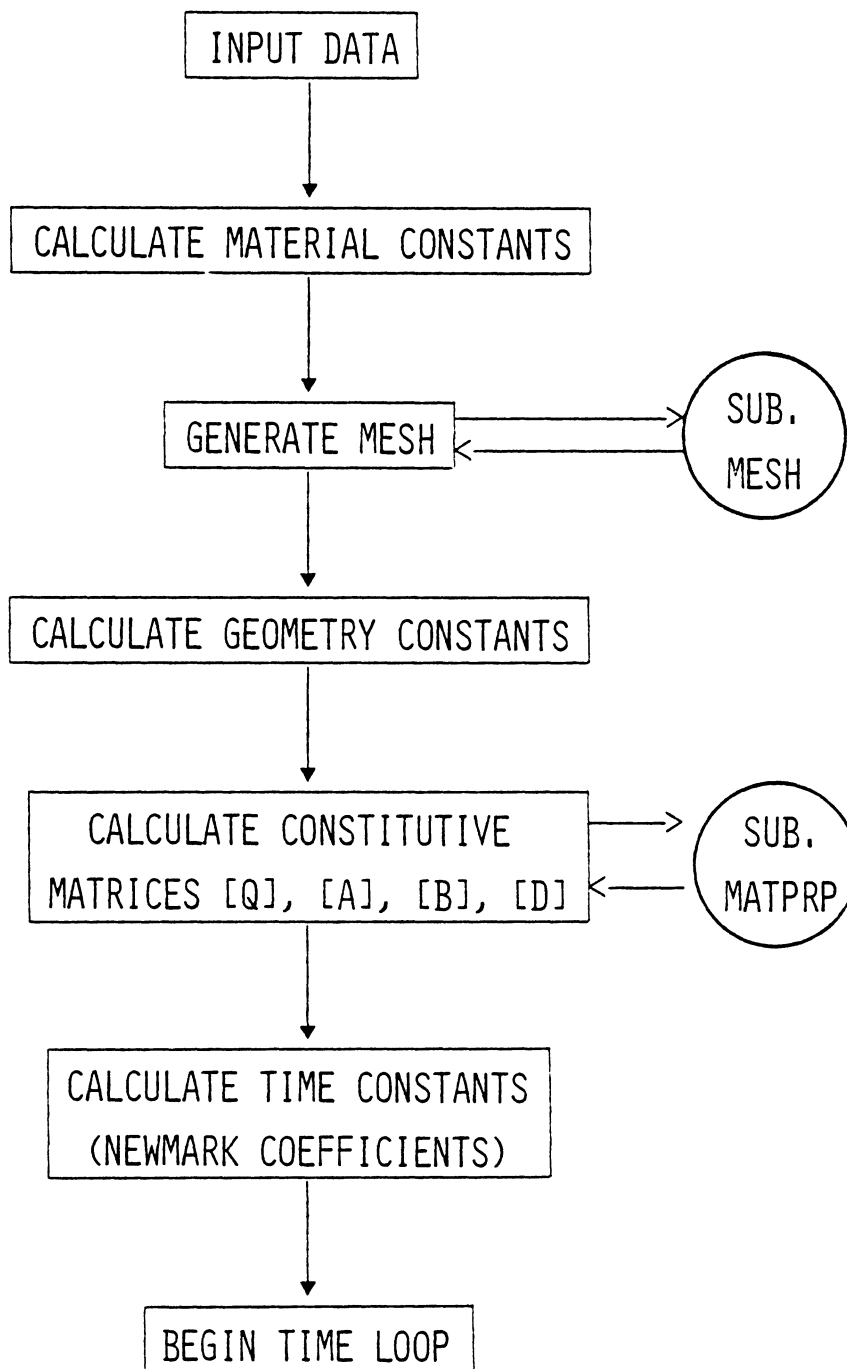 INPUT DATA
CALCULATE MATERIAL CONSTANTS
GENERATE MESH
SUB.
MESH
CALCULATE GEOMETRY CONSTANTS
CALCULATE CONSTITUTIVE
MATRICES [Q], [A], [B], [D]
SUB.
MATPRP
CALCULATE TIME CONSTANTS
(NEWMARK COEFFICIENTS)
BEGIN TIME LOOP